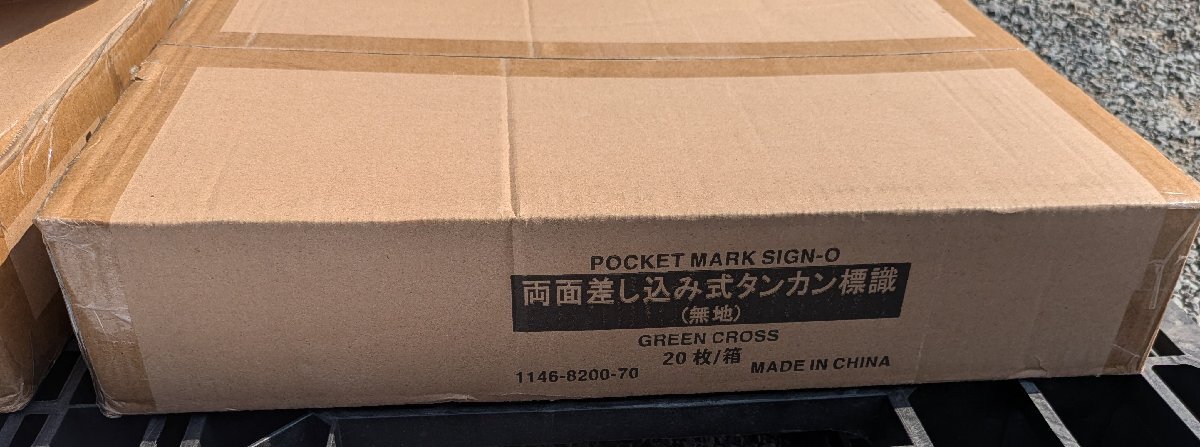 POCKET MARK SIGN-O
両面差し込み式タンカン標識
(無地)
GREEN CROSS
20枚/箱
1146-8200-70 MADE IN CHINA